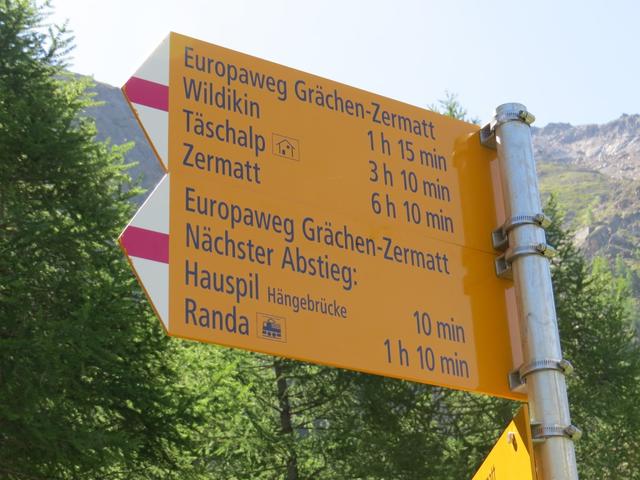 Europaweg Grächen-Zermatt
Wildikin 1 h 15 min
Täschalp 3 h 10 min
Zermatt 6 h 10 min
Europaweg Grächen-Zermatt
Nächster Abstieg:
Hauspil Hängebrücke 10 min
Randa 1 h 10 min